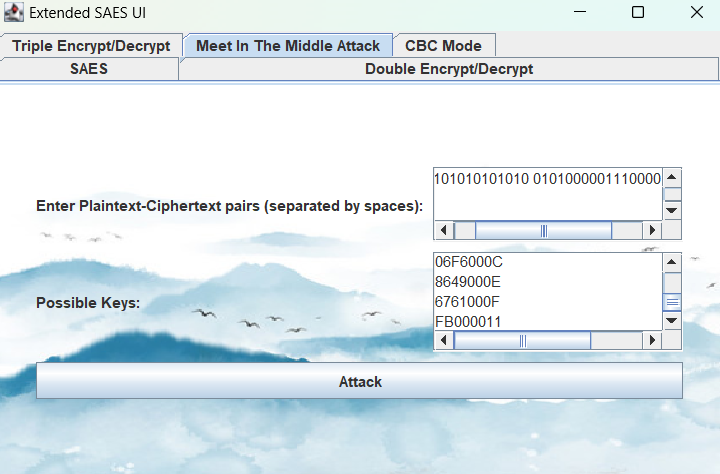 Extended SAES UI
Triple Encrypt/Decrypt Meet In The Middle Attack CBC Mode
SAES Double Encrypt/Decrypt
Enter Plaintext-Ciphertext pairs (separated by spaces): 101010101010 0101000001110000
Possible Keys:
06F6000C
8649000E
6761000F
FB000011
Attack